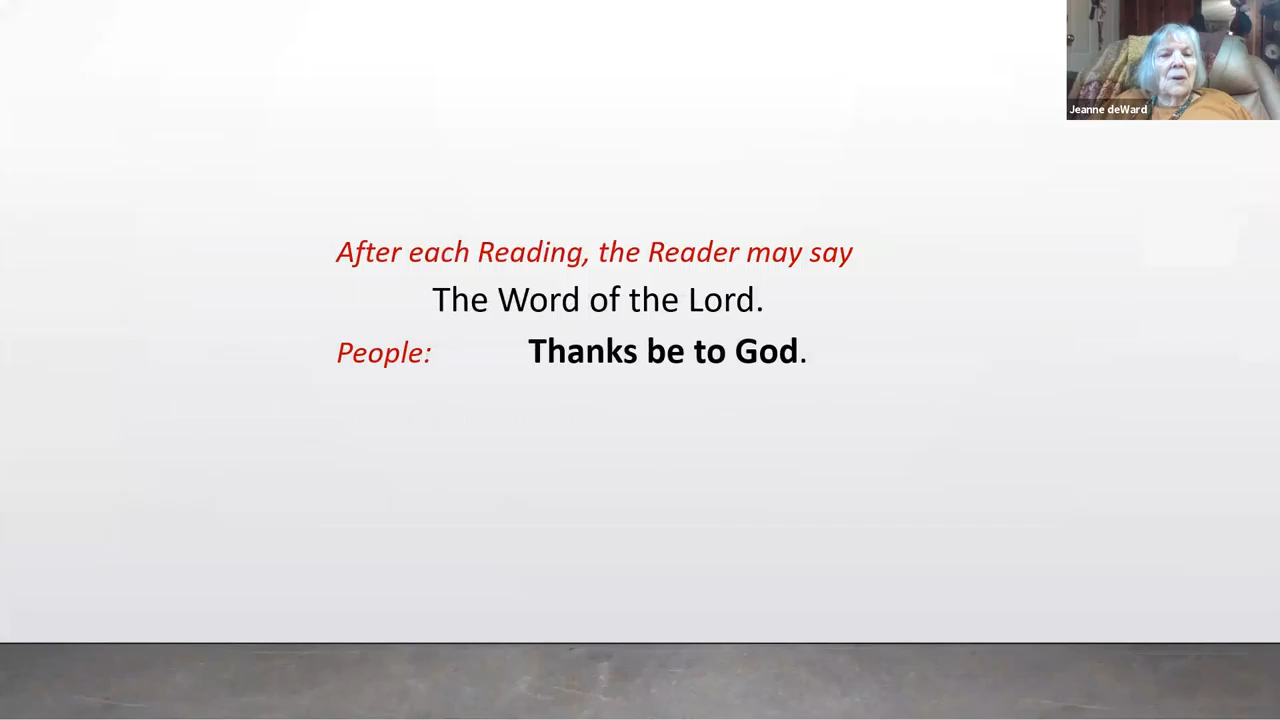 Jeanne deWard
After each Reading, the Reader may say
The Word of the Lord.
People: Thanks be to God.